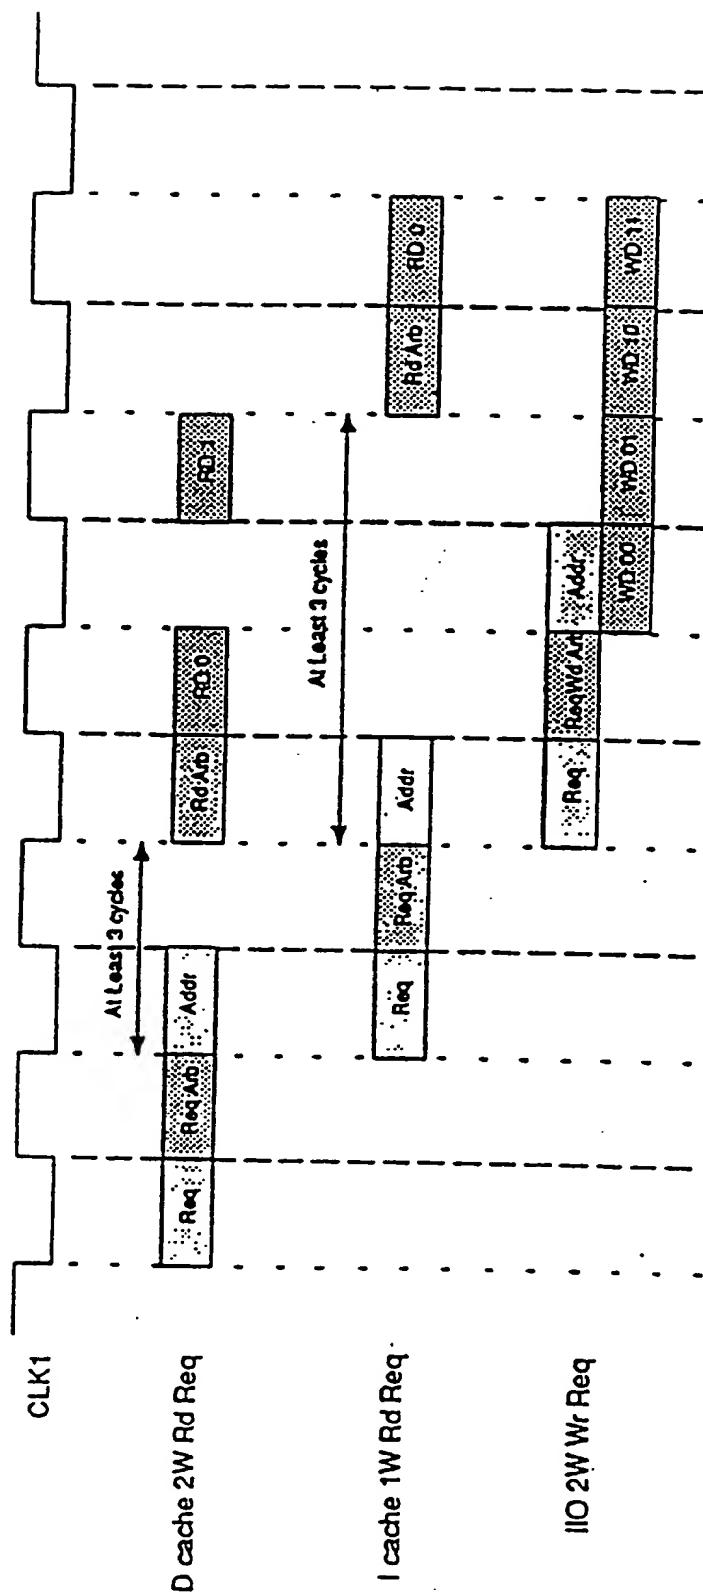 CLK1
D cache 2W Rd Req
Req
Req Arb
Addr
At Least 3 cycles
Rd Arb
RD 0
RD 1
I cache 1W Rd Req
Req
Req Arb
Addr
At Least 3 cycles
Rd Arb
RD 0
IIO 2W Wr Req
Req
ReqWd Arb
Addr
WD 00
WD 01
WD 10
WD 11